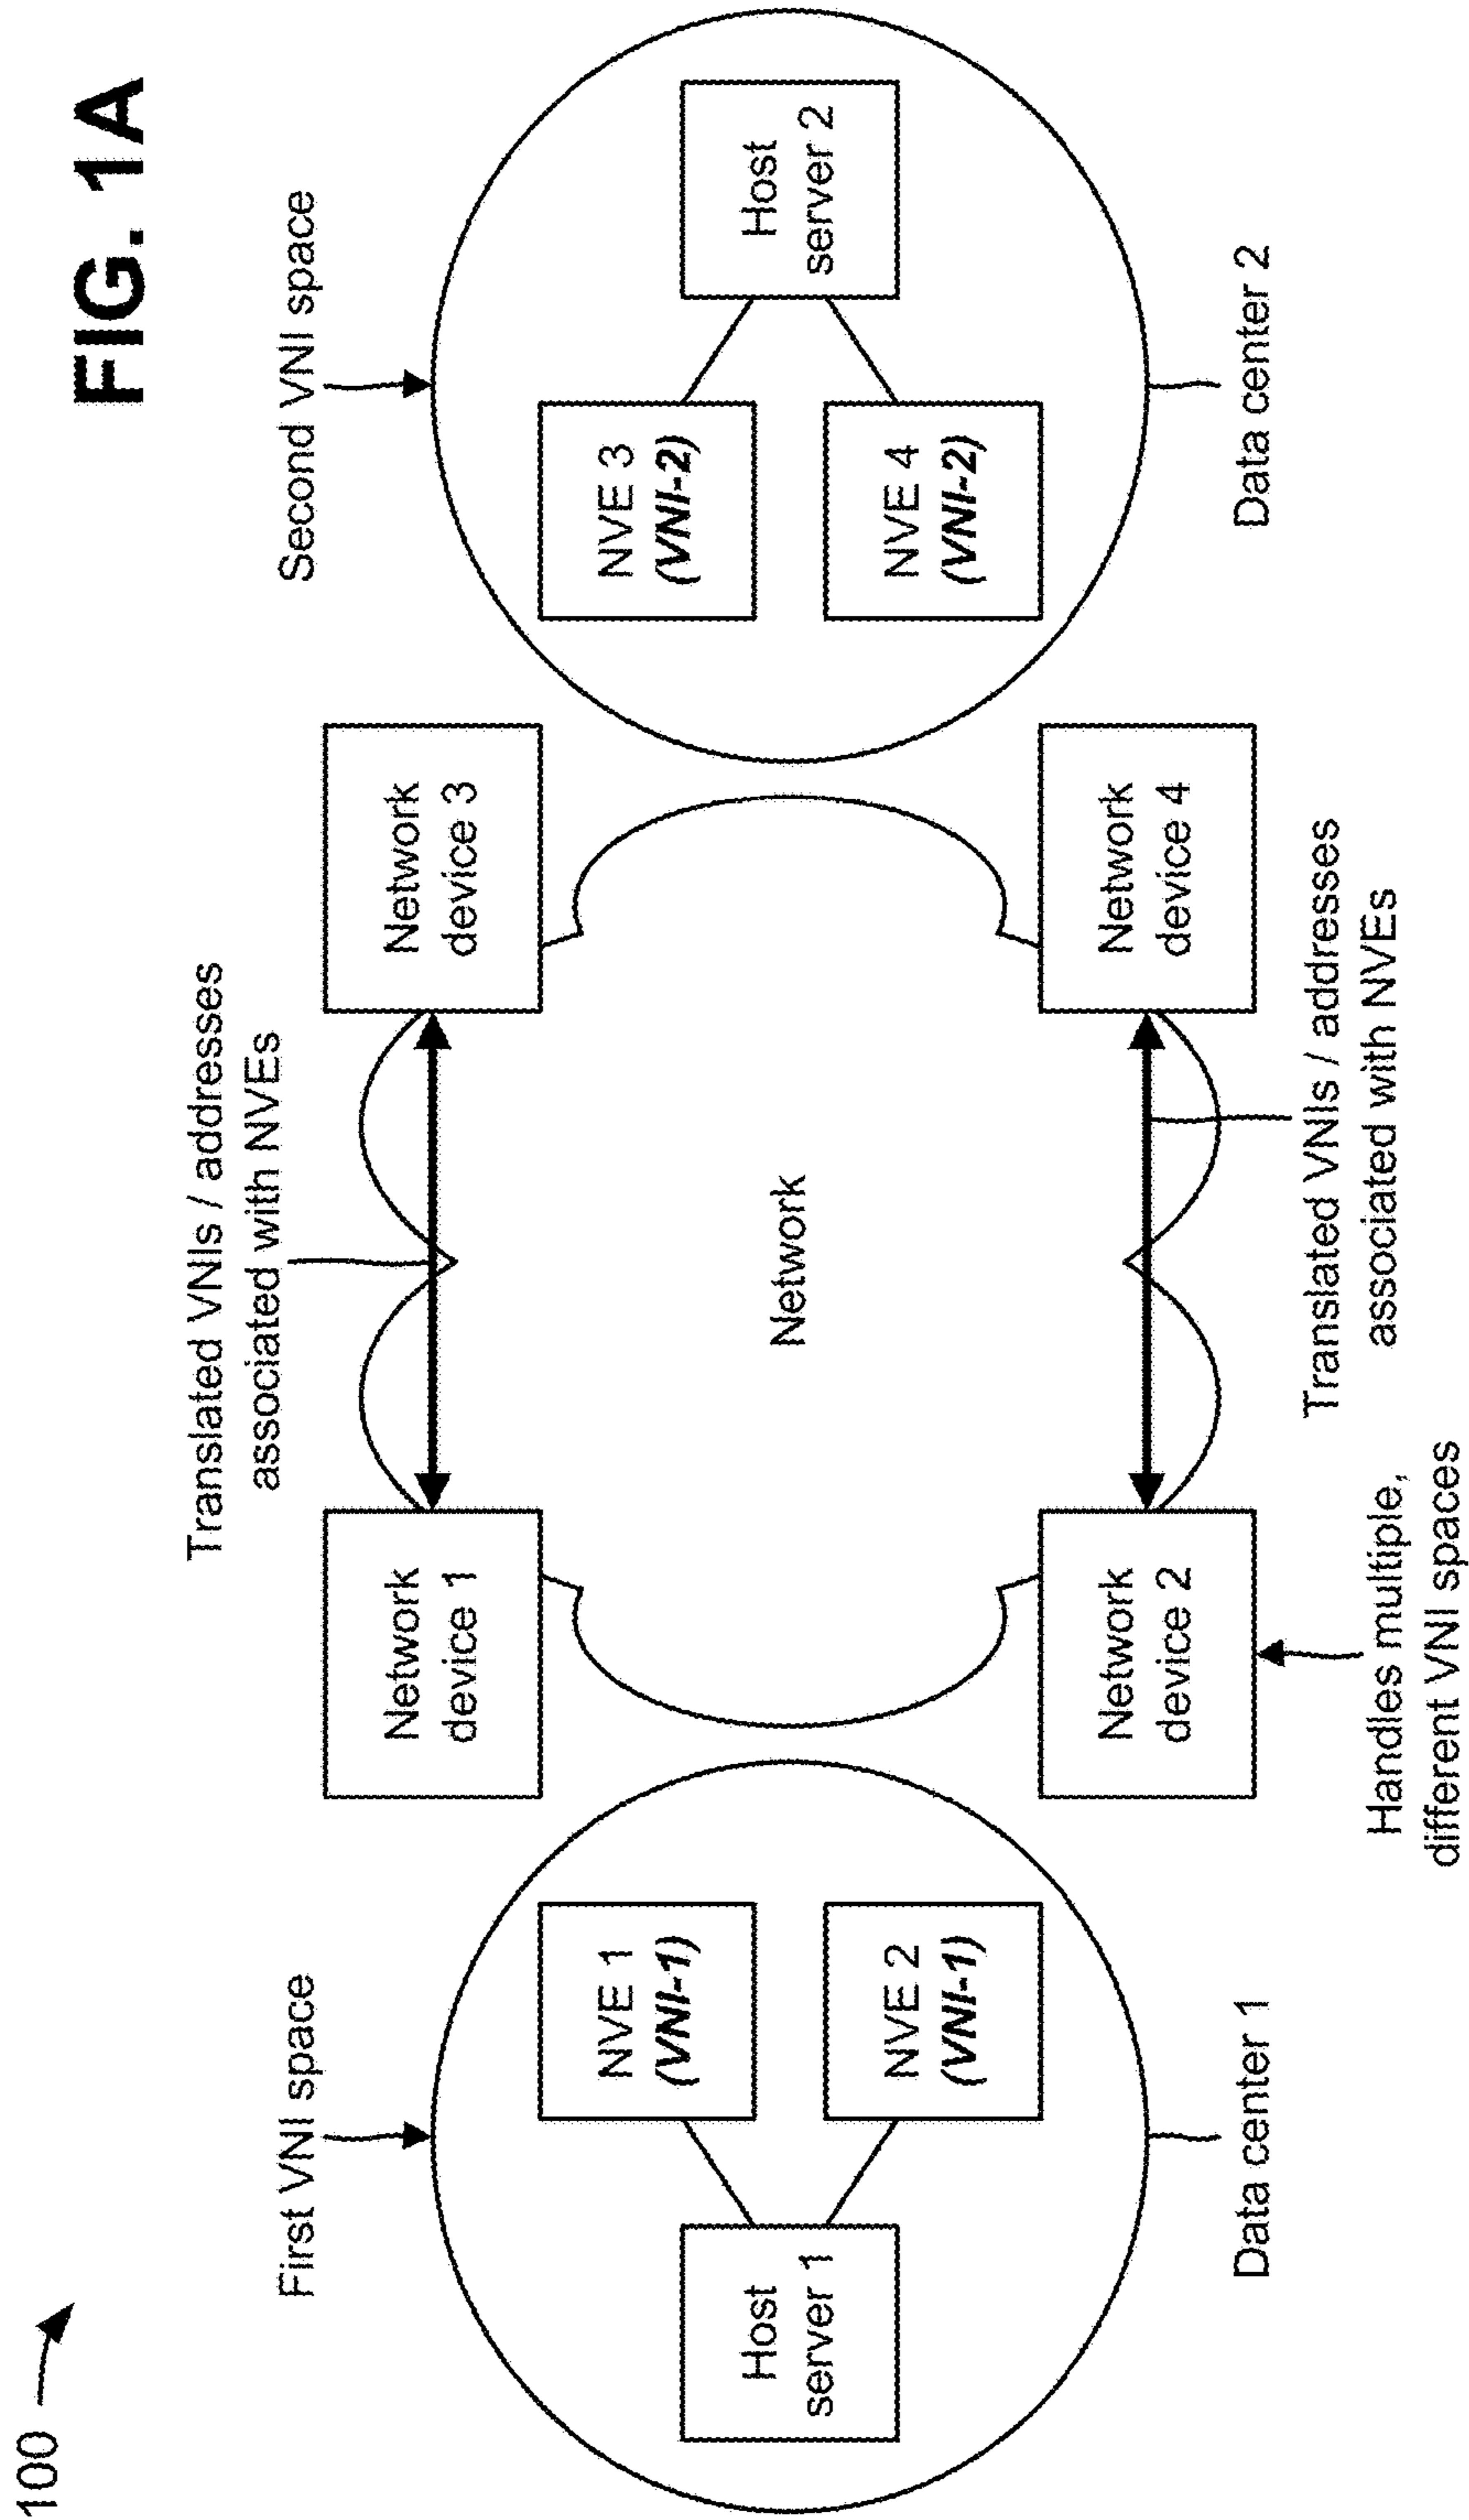 100
FIG. 1A
First VNI space
Translated VNIs / addresses
associated with NVEs
Second VNI space
Network
device 1
Network
device 3
Host
server 1
NVE 1
(VNI-1)
NVE 2
(VNI-1)
Network
NVE 3
(VNI-2)
NVE 4
(VNI-2)
Host
server 2
Network
device 2
Network
device 4
Data center 1
Handles multiple,
different VNI spaces
Translated VNIs / addresses
associated with NVEs
Data center 2